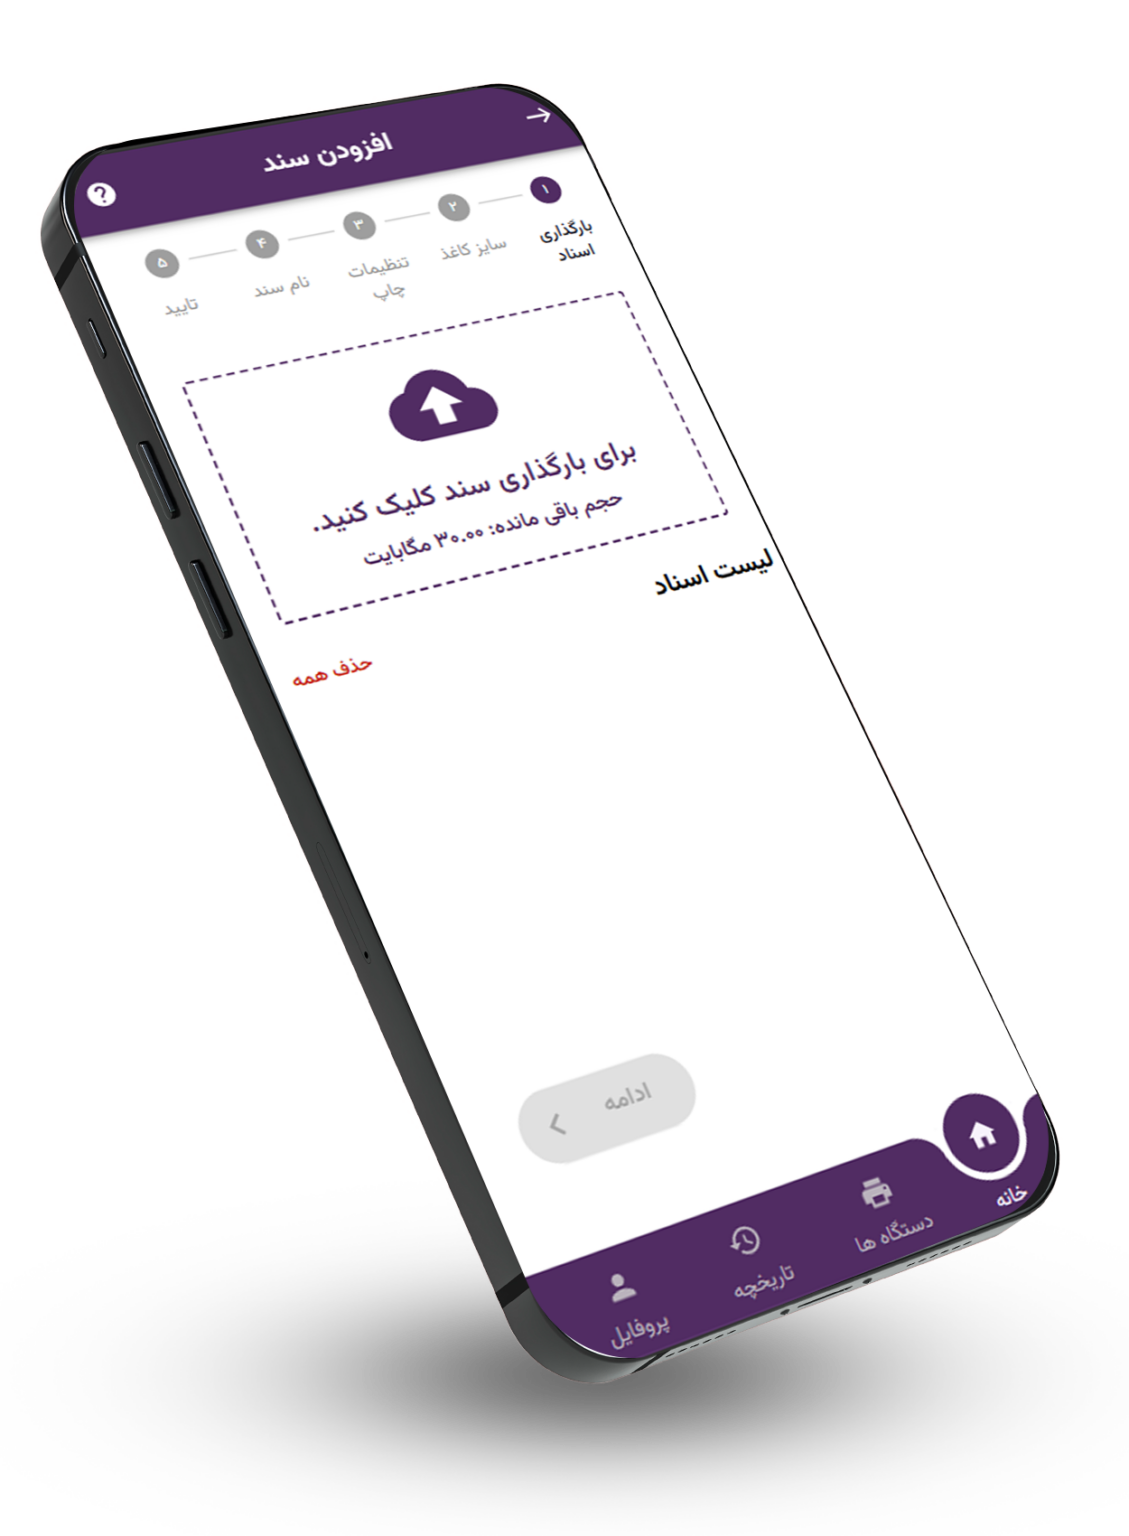 افزودن سند
?
۱
۲
۳
۴
۵
بارگذاری
اسناد
سایز کاغذ
تنظیمات
چاپ
نام سند
تایید
برای بارگذاری سند کلیک کنید.
حجم باقی مانده: ۳۰.۰۰ مگابایت
لیست اسناد
حذف همه
ادامه
خانه
دستگاه ها
تاریخچه
پروفایل